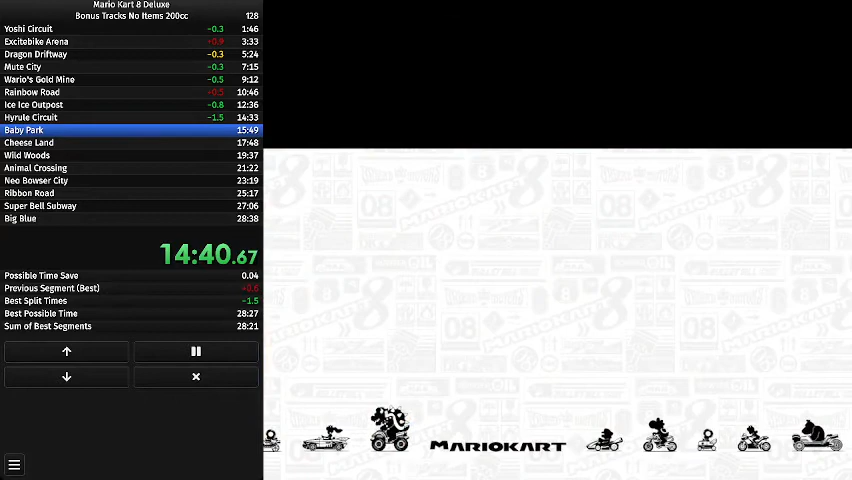 Mario Kart 8 Deluxe
Bonus Tracks No Items 200cc 128
Yoshi Circuit -0.3 1:46
Excitebike Arena +0.9 3:33
Dragon Driftway -0.3 5:24
Mute City -0.3 7:15
Wario's Gold Mine -0.5 9:12
Rainbow Road +0.5 10:46
Ice Ice Outpost -0.8 12:36
Hyrule Circuit -1.5 14:33
Baby Park 15:49
Cheese Land 17:48
Wild Woods 19:37
Animal Crossing 21:22
Neo Bowser City 23:19
Ribbon Road 25:17
Super Bell Subway 27:06
Big Blue 28:38
14:40.67
Possible Time Save 0.04
Previous Segment (Best) +0.6
Best Split Times -1.5
Best Possible Time 28:27
Sum of Best Segments 28:21
MARIOKART